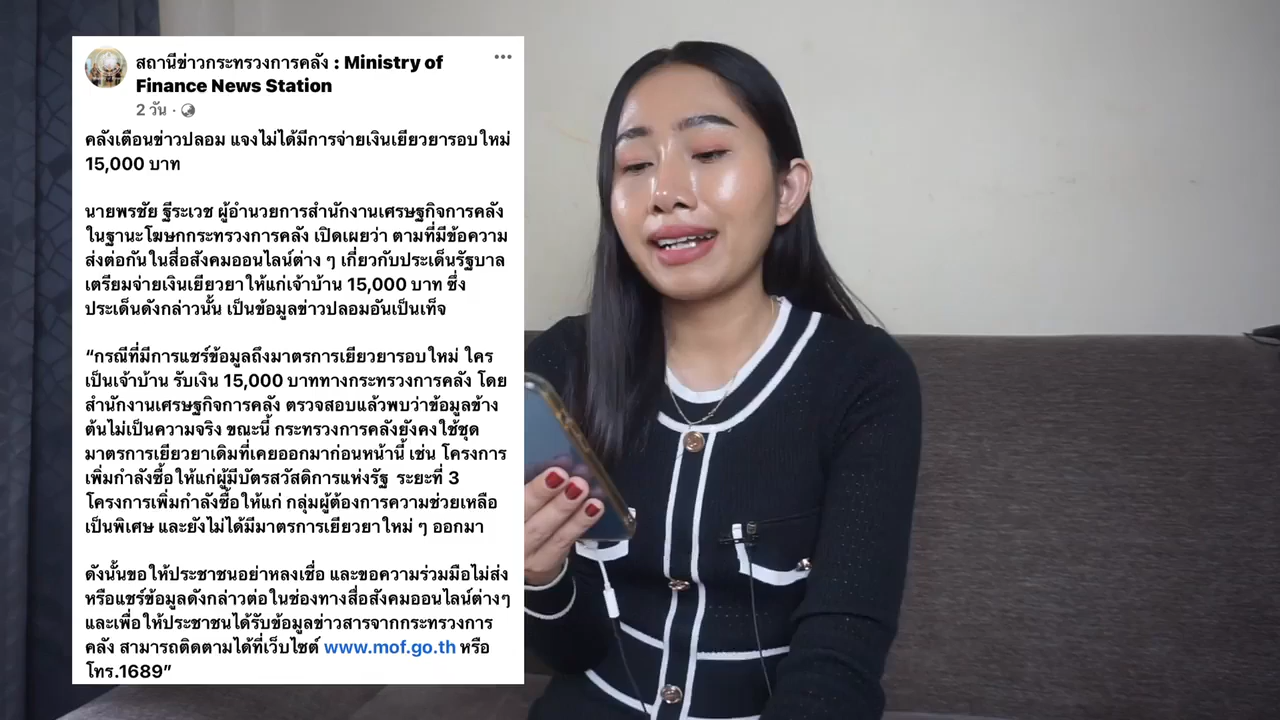 สถานีข่าวกระทรวงการคลัง : Ministry of
Finance News Station
2 วัน ·
คลังเตือนข่าวปลอม แจงไม่ได้มีการจ่ายเงินเยียวยารอบใหม่
15,000 บาท
นายพรชัย ฐีระเวช ผู้อำนวยการสำนักงานเศรษฐกิจการคลัง
ในฐานะโฆษกกระทรวงการคลัง เปิดเผยว่า ตามที่มีข้อความ
ส่งต่อกันในสื่อสังคมออนไลน์ต่าง ๆ เกี่ยวกับประเด็นรัฐบาล
เตรียมจ่ายเงินเยียวยาให้แก่เจ้าบ้าน 15,000 บาท ซึ่ง
ประเด็นดังกล่าวนั้น เป็นข้อมูลข่าวปลอมอันเป็นเท็จ
“กรณีที่มีการแชร์ข้อมูลถึงมาตรการเยียวยารอบใหม่ ใคร
เป็นเจ้าบ้าน รับเงิน 15,000 บาททางกระทรวงการคลัง โดย
สำนักงานเศรษฐกิจการคลัง ตรวจสอบแล้วพบว่าข้อมูลข้าง
ต้นไม่เป็นความจริง ขณะนี้ กระทรวงการคลังยังคงใช้ชุด
มาตรการเยียวยาเดิมที่เคยออกมาก่อนหน้านี้ เช่น โครงการ
เพิ่มกำลังซื้อให้แก่ผู้มีบัตรสวัสดิการแห่งรัฐ ระยะที่ 3
โครงการเพิ่มกำลังซื้อให้แก่ กลุ่มผู้ต้องการความช่วยเหลือ
เป็นพิเศษ และยังไม่ได้มีมาตรการเยียวยาใหม่ ๆ ออกมา
ดังนั้นขอให้ประชาชนอย่าหลงเชื่อ และขอความร่วมมือไม่ส่ง
หรือแชร์ข้อมูลดังกล่าวต่อในช่องทางสื่อสังคมออนไลน์ต่างๆ
และเพื่อให้ประชาชนได้รับข้อมูลข่าวสารจากกระทรวงการ
คลัง สามารถติดตามได้ที่เว็บไซต์ www.mof.go.th หรือ
โทร.1689”